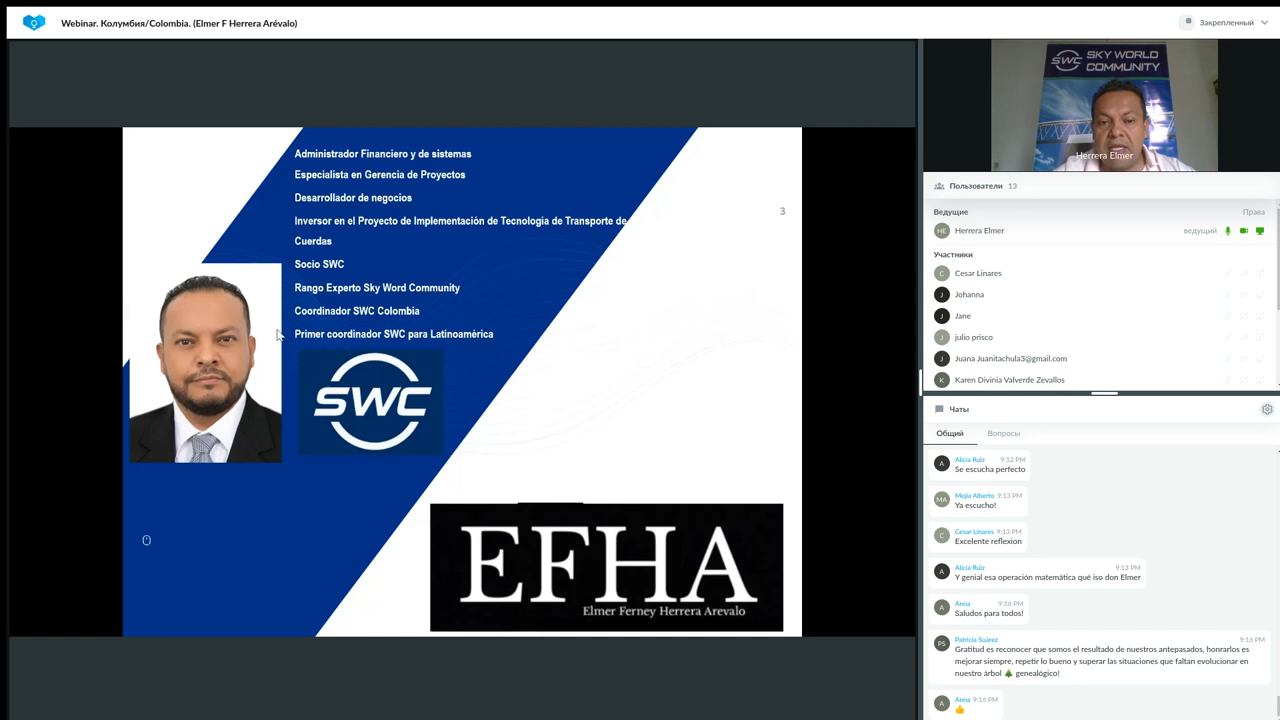 Webinar. Колумбия/Colombia. (Elmer F Herrera Arévalo)
Закрепленный
Administrador Financiero y de sistemas
Especialista en Gerencia de Proyectos
Desarrollador de negocios
Inversor en el Proyecto de Implementación de Tecnología de Transporte de
Cuerdas
Socio SWC
Rango Experto Sky Word Community
Coordinador SWC Colombia
Primer coordinador SWC para Latinoamérica
3
SWC
EFHA
Elmer Ferney Herrera Arevalo
SWC SKY WORLD
COMMUNITY
Herrera Elmer
Пользователи 13
Ведущие Права
HE Herrera Elmer ведущий
Участники
C Cesar Linares
J Johanna
J Jane
J julio prisco
J Juana Juanitachula3@gmail.com
K Karen Divinia Valverde Zevallos
Чаты
Общий Вопросы
A Alicia Ruiz 9:12 PM
Se escucha perfecto
MA Mejia Alberto 9:13 PM
Ya escucho!
C Cesar Linares 9:13 PM
Excelente reflexion
A Alicia Ruiz 9:13 PM
Y genial esa operación matemática qué iso don Elmer
A Anna 9:16 PM
Saludos para todos!
PS Patricia Suárez 9:16 PM
Gratitud es reconocer que somos el resultado de nuestros antepasados, honrarlos es
mejorar siempre, repetir lo bueno y superar las situaciones que faltan evolucionar en
nuestro árbol 🌲 genealógico!
A Anna 9:16 PM
👍